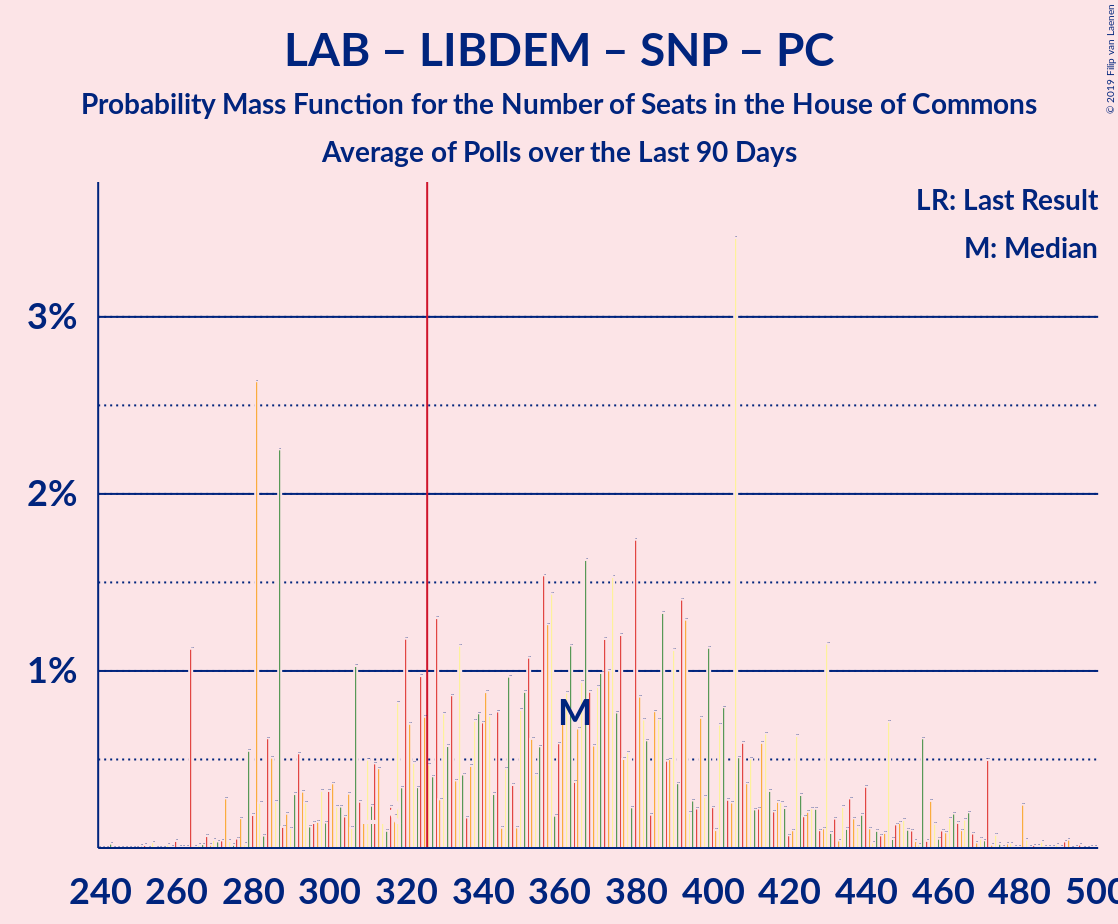 LAB – LIBDEM – SNP – PC
Probability Mass Function for the Number of Seats in the House of Commons
Average of Polls over the Last 90 Days
© 2019 Filip van Laenen
LR: Last Result
M: Median
3%
2%
1%
M
240 260 280 300 320 340 360 380 400 420 440 460 480 500